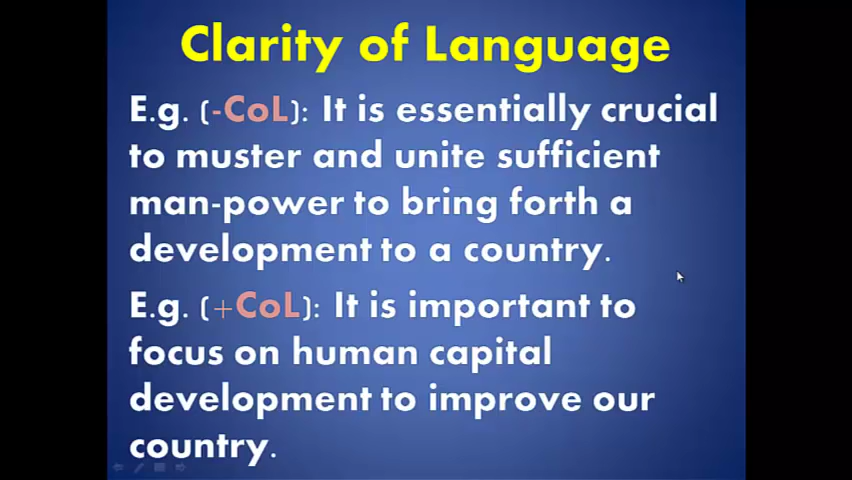 Clarity of Language
E.g. (-CoL): It is essentially crucial
to muster and unite sufficient
man-power to bring forth a
development to a country.
E.g. (+CoL): It is important to
focus on human capital
development to improve our
country.